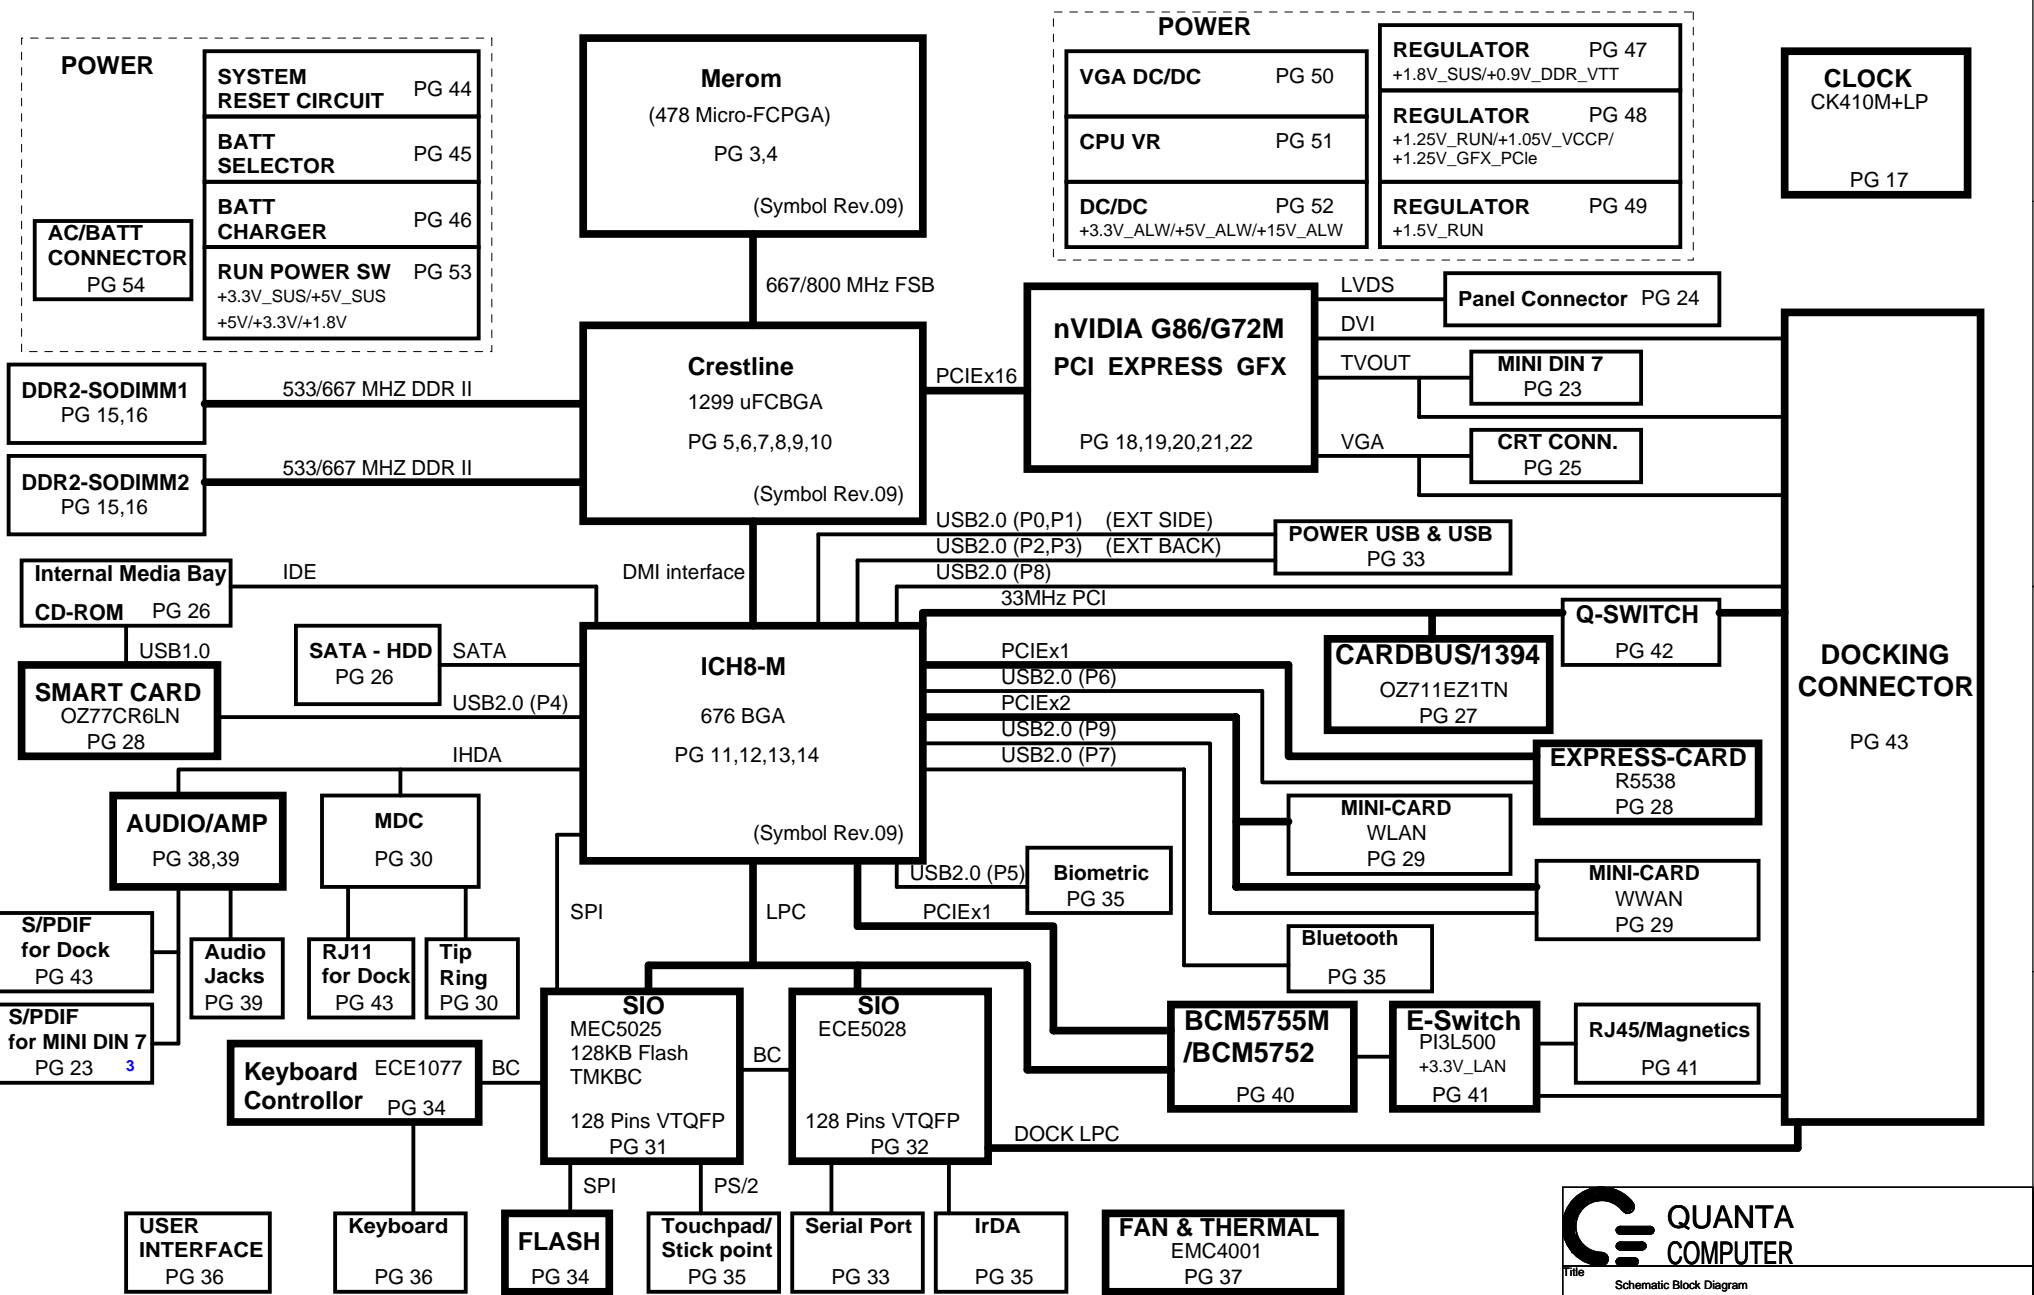 POWER
SYSTEM
RESET CIRCUIT
PG 44
BATT
SELECTOR
PG 45
BATT
CHARGER
PG 46
RUN POWER SW PG 53
+3.3V_SUS/+5V_SUS
+5V/+3.3V/+1.8V
AC/BATT
CONNECTOR
PG 54
Merom
(478 Micro-FCPGA)
PG 3,4
(Symbol Rev.09)
POWER
VGA DC/DC PG 50
CPU VR PG 51
DC/DC PG 52
+3.3V_ALW/+5V_ALW/+15V_ALW
REGULATOR PG 47
+1.8V_SUS/+0.9V_DDR_VTT
REGULATOR PG 48
+1.25V_RUN/+1.05V_VCCP/
+1.25V_GFX_PCIe
REGULATOR PG 49
+1.5V_RUN
CLOCK
CK410M+LP
PG 17
667/800 MHz FSB
Crestline
1299 uFCBGA
PG 5,6,7,8,9,10
(Symbol Rev.09)
DDR2-SODIMM1
PG 15,16
533/667 MHZ DDR II
DDR2-SODIMM2
PG 15,16
533/667 MHZ DDR II
PCIEx16
nVIDIA G86/G72M
PCI EXPRESS GFX
PG 18,19,20,21,22
LVDS
Panel Connector PG 24
DVI
TVOUT
MINI DIN 7
PG 23
VGA
CRT CONN.
PG 25
DOCKING
CONNECTOR
PG 43
USB2.0 (P0,P1) (EXT SIDE)
USB2.0 (P2,P3) (EXT BACK)
USB2.0 (P8)
33MHz PCI
POWER USB & USB
PG 33
Q-SWITCH
PG 42
CARDBUS/1394
OZ711EZ1TN
PG 27
Internal Media Bay
CD-ROM PG 26
IDE
DMI interface
USB1.0
SATA - HDD
PG 26
SATA
SMART CARD
OZ77CR6LN
PG 28
USB2.0 (P4)
ICH8-M
676 BGA
PG 11,12,13,14
(Symbol Rev.09)
PCIEx1
USB2.0 (P6)
PCIEx2
USB2.0 (P9)
USB2.0 (P7)
EXPRESS-CARD
R5538
PG 28
MINI-CARD
WLAN
PG 29
MINI-CARD
WWAN
PG 29
IHDA
AUDIO/AMP
PG 38,39
MDC
PG 30
USB2.0 (P5)
Biometric
PG 35
SPI
LPC
PCIEx1
Bluetooth
PG 35
S/PDIF
for Dock
PG 43
Audio
Jacks
PG 39
RJ11
for Dock
PG 43
Tip
Ring
PG 30
S/PDIF
for MINI DIN 7
PG 23 3
SIO
MEC5025
128KB Flash
TMKBC
128 Pins VTQFP
PG 31
BC
SIO
ECE5028
128 Pins VTQFP
PG 32
Keyboard ECE1077
Controllor PG 34
BC
BCM5755M
/BCM5752
PG 40
E-Switch
PI3L500
+3.3V_LAN
PG 41
RJ45/Magnetics
PG 41
DOCK LPC
SPI
PS/2
USER
INTERFACE
PG 36
Keyboard
PG 36
FLASH
PG 34
Touchpad/
Stick point
PG 35
Serial Port
PG 33
IrDA
PG 35
FAN & THERMAL
EMC4001
PG 37
QUANTA
COMPUTER
Title
Schematic Block Diagram